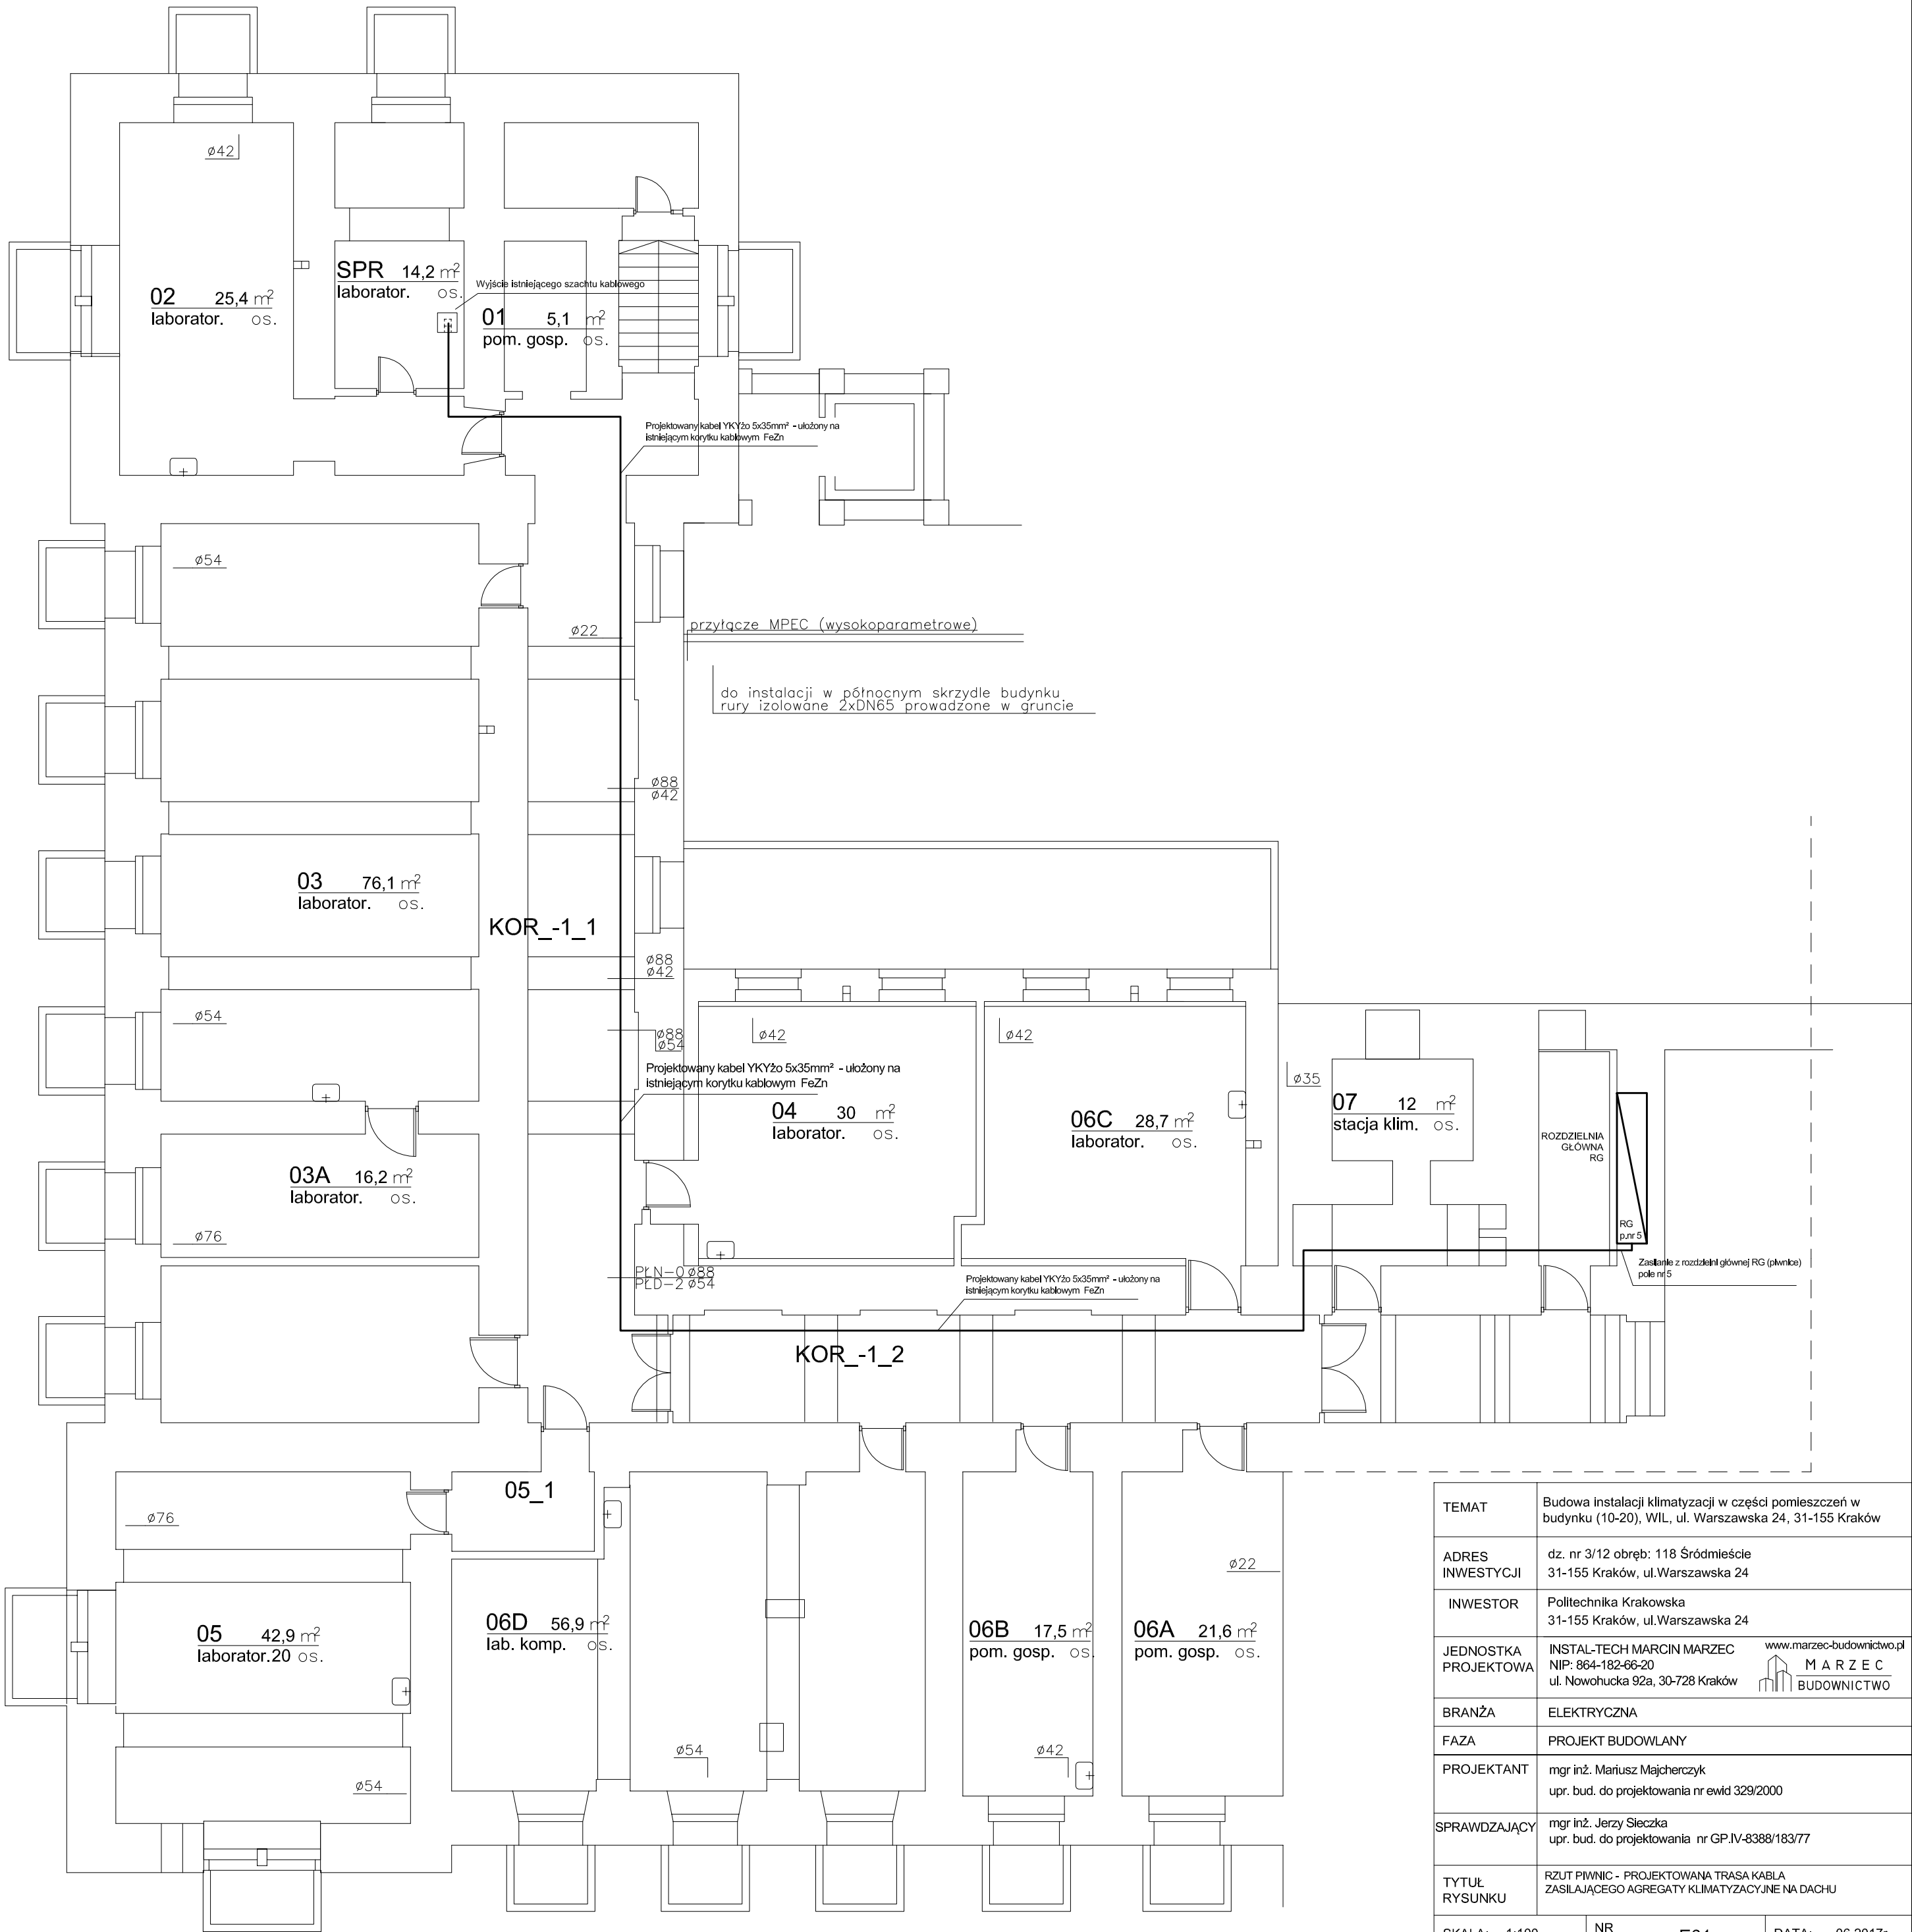 ø42
SPR 14,2 m²
laborator. os.
Wyjście istniejącego szachtu kablowego
02 25,4 m²
laborator. os.
01 5,1 m²
pom. gosp. os.
Projektowany kabel YKYżo 5x35mm² - ułożony na
istniejącym korytku kablowym FeZn
ø54
ø22
przyłącze MPEC (wysokoparametrowe)
do instalacji w północnym skrzydle budynku
rury izolowane 2xDN65 prowadzone w gruncie
ø88
ø42
03 76,1 m²
laborator. os.
KOR_-1_1
ø88
ø42
ø54
ø88
ø54
ø42
ø42
Projektowany kabel YKYżo 5x35mm² - ułożony na
istniejącym korytku kablowym FeZn
ø35
04 30 m²
laborator. os.
06C 28,7 m²
laborator. os.
07 12 m²
stacja klim. os.
ROZDZIELNIA
GŁÓWNA
RG
03A 16,2 m²
laborator. os.
ø76
RG
p.nr 5
PŁN-0 ø88
PŁD-2 ø54
Projektowany kabel YKYżo 5x35mm² - ułożony na
istniejącym korytku kablowym FeZn
Zasilanie z rozdzielni głównej RG (piwnice)
pole nr 5
KOR_-1_2
05_1
ø76
ø22
05 42,9 m²
laborator.20 os.
06D 56,9 m²
lab. komp. os.
06B 17,5 m²
pom. gosp. os.
06A 21,6 m²
pom. gosp. os.
ø54
ø54
ø42
TEMAT
Budowa instalacji klimatyzacji w części pomieszczeń w
budynku (10-20), WIL, ul. Warszawska 24, 31-155 Kraków
ADRES
INWESTYCJI
dz. nr 3/12 obręb: 118 Śródmieście
31-155 Kraków, ul.Warszawska 24
INWESTOR
Politechnika Krakowska
31-155 Kraków, ul.Warszawska 24
JEDNOSTKA
PROJEKTOWA
INSTAL-TECH MARCIN MARZEC
NIP: 864-182-66-20
ul. Nowohucka 92a, 30-728 Kraków
www.marzec-budownictwo.pl
MARZEC
BUDOWNICTWO
BRANŻA
ELEKTRYCZNA
FAZA
PROJEKT BUDOWLANY
PROJEKTANT
mgr inż. Mariusz Majcherczyk
upr. bud. do projektowania nr ewid 329/2000
SPRAWDZAJĄCY
mgr inż. Jerzy Sieczka
upr. bud. do projektowania nr GP.IV-8388/183/77
TYTUŁ
RYSUNKU
RZUT PIWNIC - PROJEKTOWANA TRASA KABLA
ZASILAJĄCEGO AGREGATY KLIMATYZACYJNE NA DACHU
NR